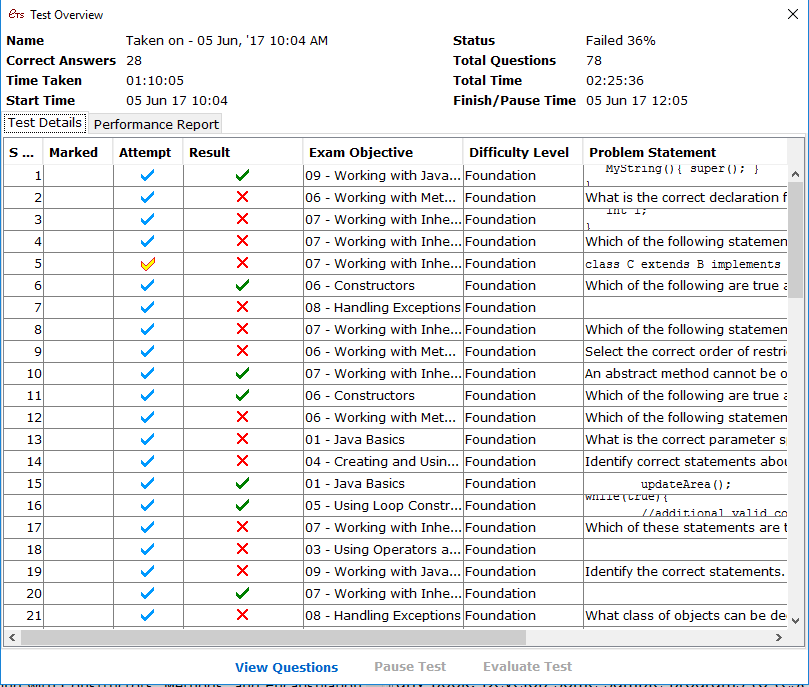 ETS Test Overview
Name Taken on - 05 Jun, '17 10:04 AM Status Failed 36%
Correct Answers 28 Total Questions 78
Time Taken 01:10:05 Total Time 02:25:36
Start Time 05 Jun 17 10:04 Finish/Pause Time 05 Jun 17 12:05
Test Details Performance Report
S ... Marked Attempt Result Exam Objective Difficulty Level Problem Statement
1 09 - Working with Java... Foundation MyString(){ super(); }
}
2 06 - Working with Met... Foundation What is the correct declaration f
3 07 - Working with Inhe... Foundation int i;
}
4 07 - Working with Inhe... Foundation Which of the following statemen
5 07 - Working with Inhe... Foundation class C extends B implements
6 06 - Constructors Foundation Which of the following are true a
7 08 - Handling Exceptions Foundation
8 07 - Working with Inhe... Foundation Which of the following statemen
9 06 - Working with Met... Foundation Select the correct order of restri
10 07 - Working with Inhe... Foundation An abstract method cannot be o
11 06 - Constructors Foundation Which of the following are true a
12 06 - Working with Met... Foundation Which of the following statemen
13 01 - Java Basics Foundation What is the correct parameter s
14 04 - Creating and Usin... Foundation Identify correct statements abou
15 01 - Java Basics Foundation updateArea();
16 05 - Using Loop Constr... Foundation while(true){
//additional valid co
17 07 - Working with Inhe... Foundation Which of these statements are t
18 03 - Using Operators a... Foundation
19 09 - Working with Java... Foundation Identify the correct statements.
20 07 - Working with Inhe... Foundation
21 08 - Handling Exceptions Foundation What class of objects can be de
View Questions Pause Test Evaluate Test